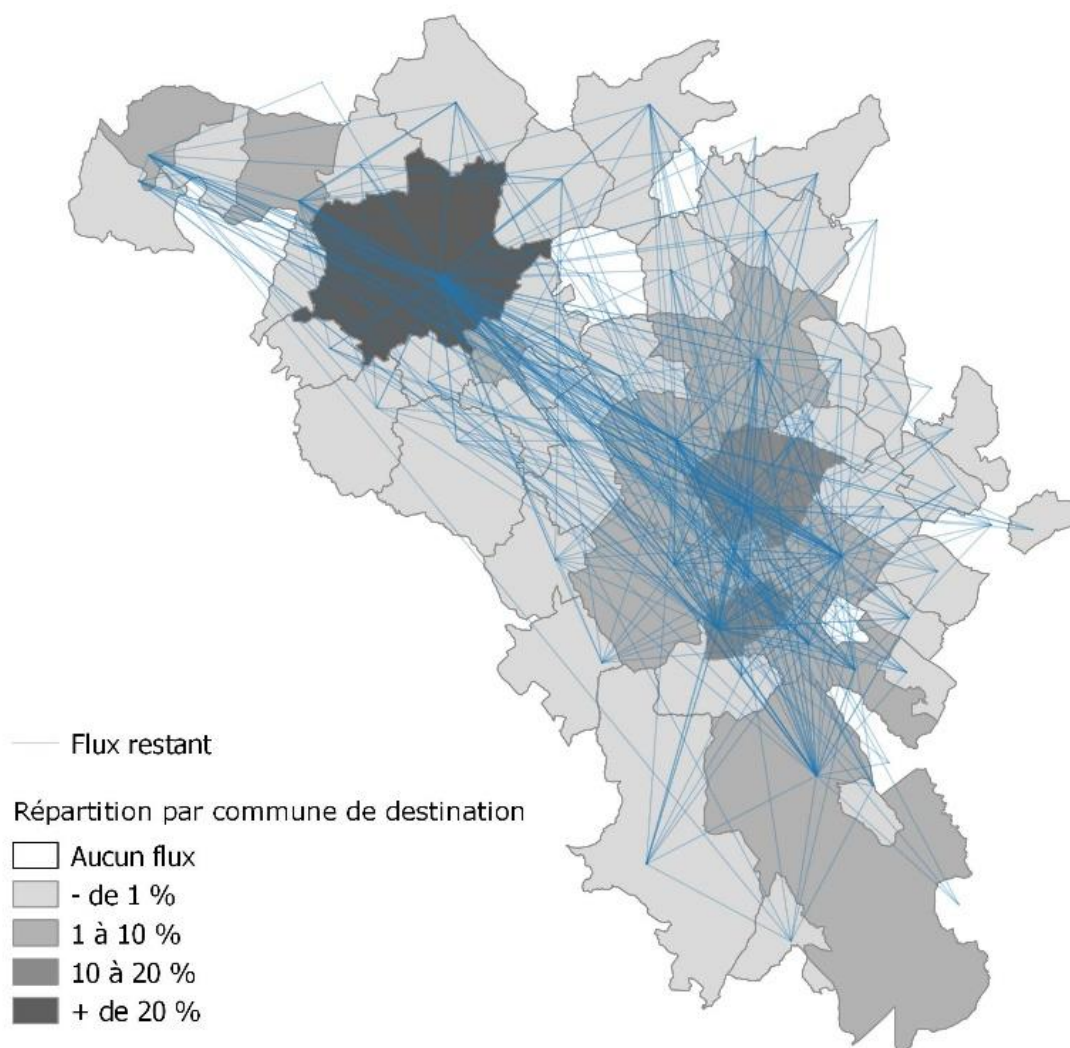 Flux restant
Répartition par commune de destination
Aucun flux
- de 1 %
1 à 10 %
10 à 20 %
+ de 20 %